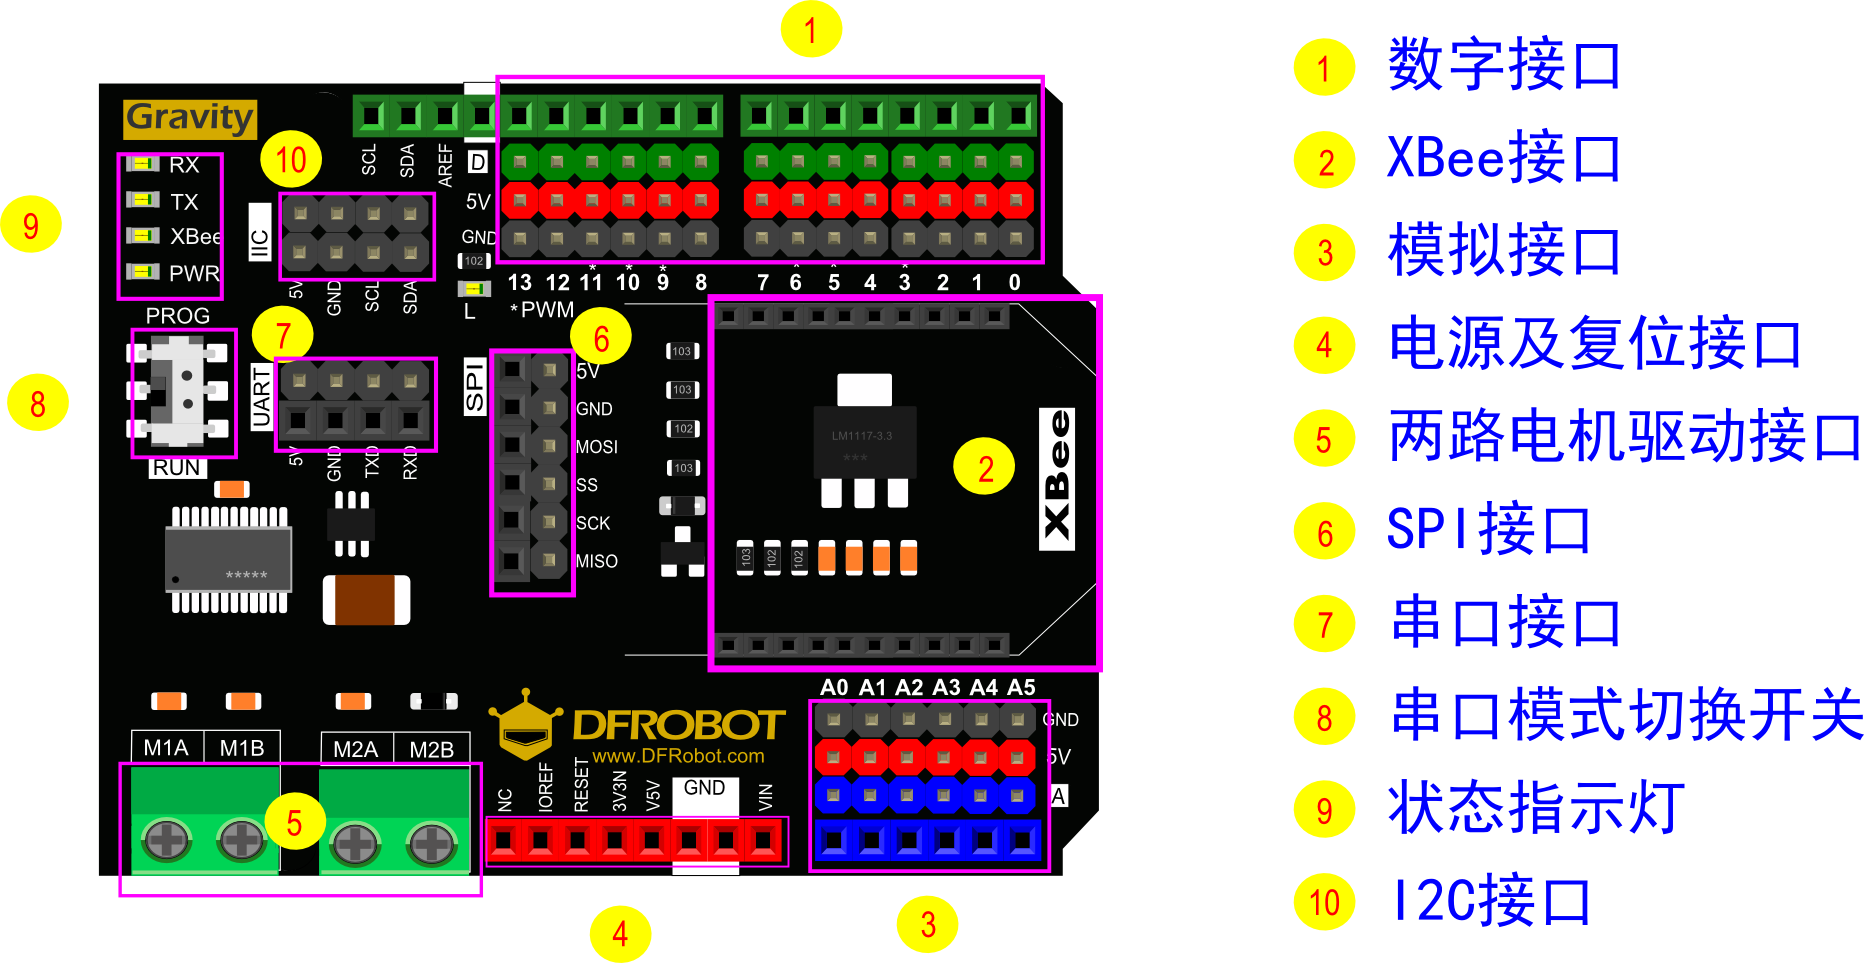 1
Gravity
RX
TX
XBee
PWR
9
10
IIC
5V
GND
SCL
SDA
SCL
SDA
AREF
D
5V
GND
102
L
13 12 11 10 9 8 7 6 5 4 3 2 1 0
* * * * * *
*PWM
PROG
RUN
8
7
UART
5V
GND
TXD
RXD
6
SPI
5V
GND
MOSI
SS
SCK
MISO
103
103
102
103
LM1117-3.3
***
2
XBee
103
102
102
*****
M1A M1B M2A M2B
5
DFROBOT
www.DFRobot.com
NC
IOREF
RESET
3V3N
V5V
GND
VIN
4
A0 A1 A2 A3 A4 A5
GND
5V
A
3
1 数字接口
2 XBee接口
3 模拟接口
4 电源及复位接口
5 两路电机驱动接口
6 SPI接口
7 串口接口
8 串口模式切换开关
9 状态指示灯
10 I2C接口